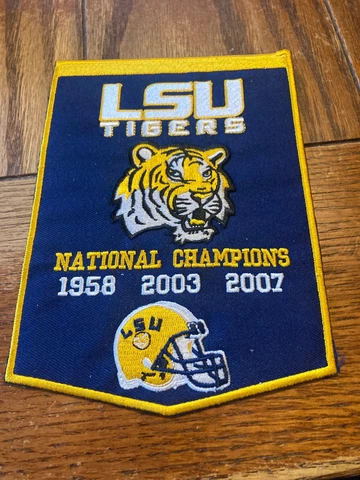 LSU
TIGERS
NATIONAL CHAMPIONS
1958 2003 2007
LSU